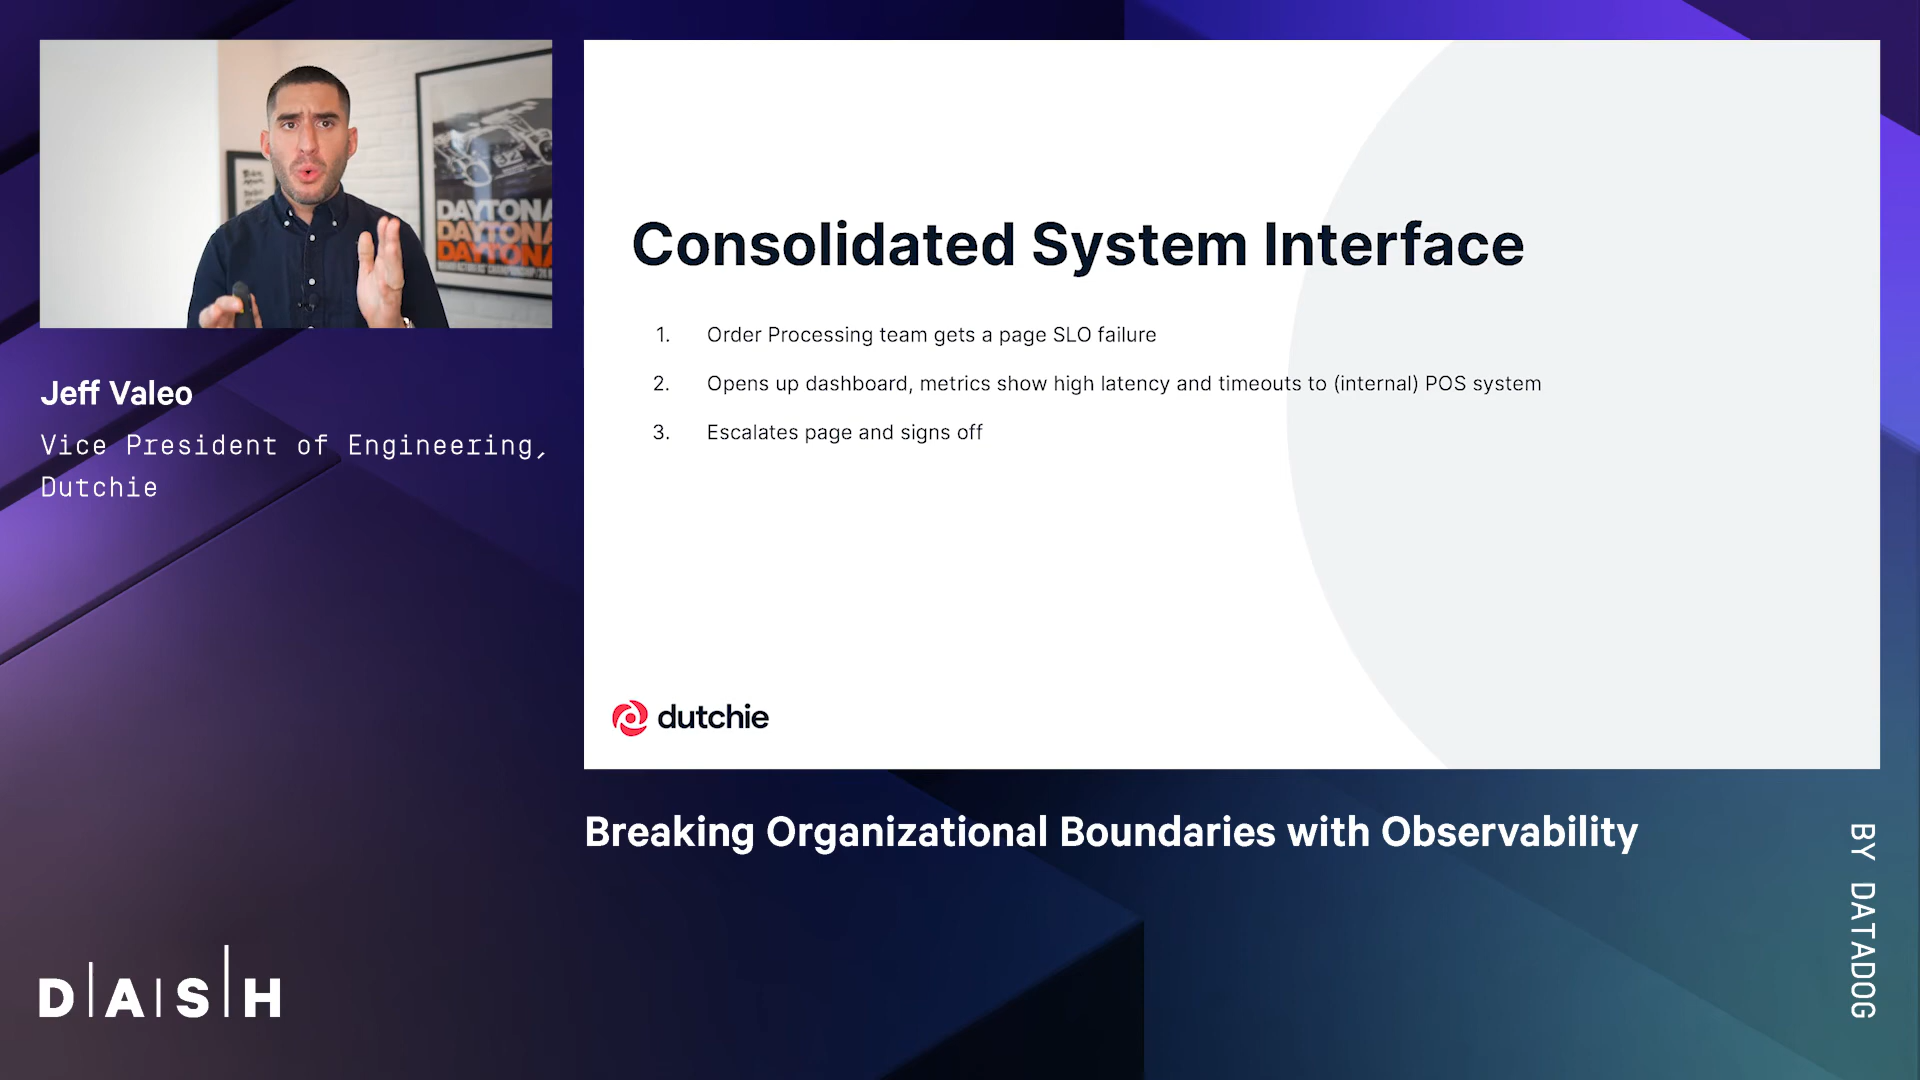 DAYTONA
DAYTONA
DAYTONA
Jeff Valeo
Vice President of Engineering,
Dutchie
Consolidated System Interface
1. Order Processing team gets a page SLO failure
2. Opens up dashboard, metrics show high latency and timeouts to (internal) POS system
3. Escalates page and signs off
dutchie
Breaking Organizational Boundaries with Observability
DASH
BY DATADOG